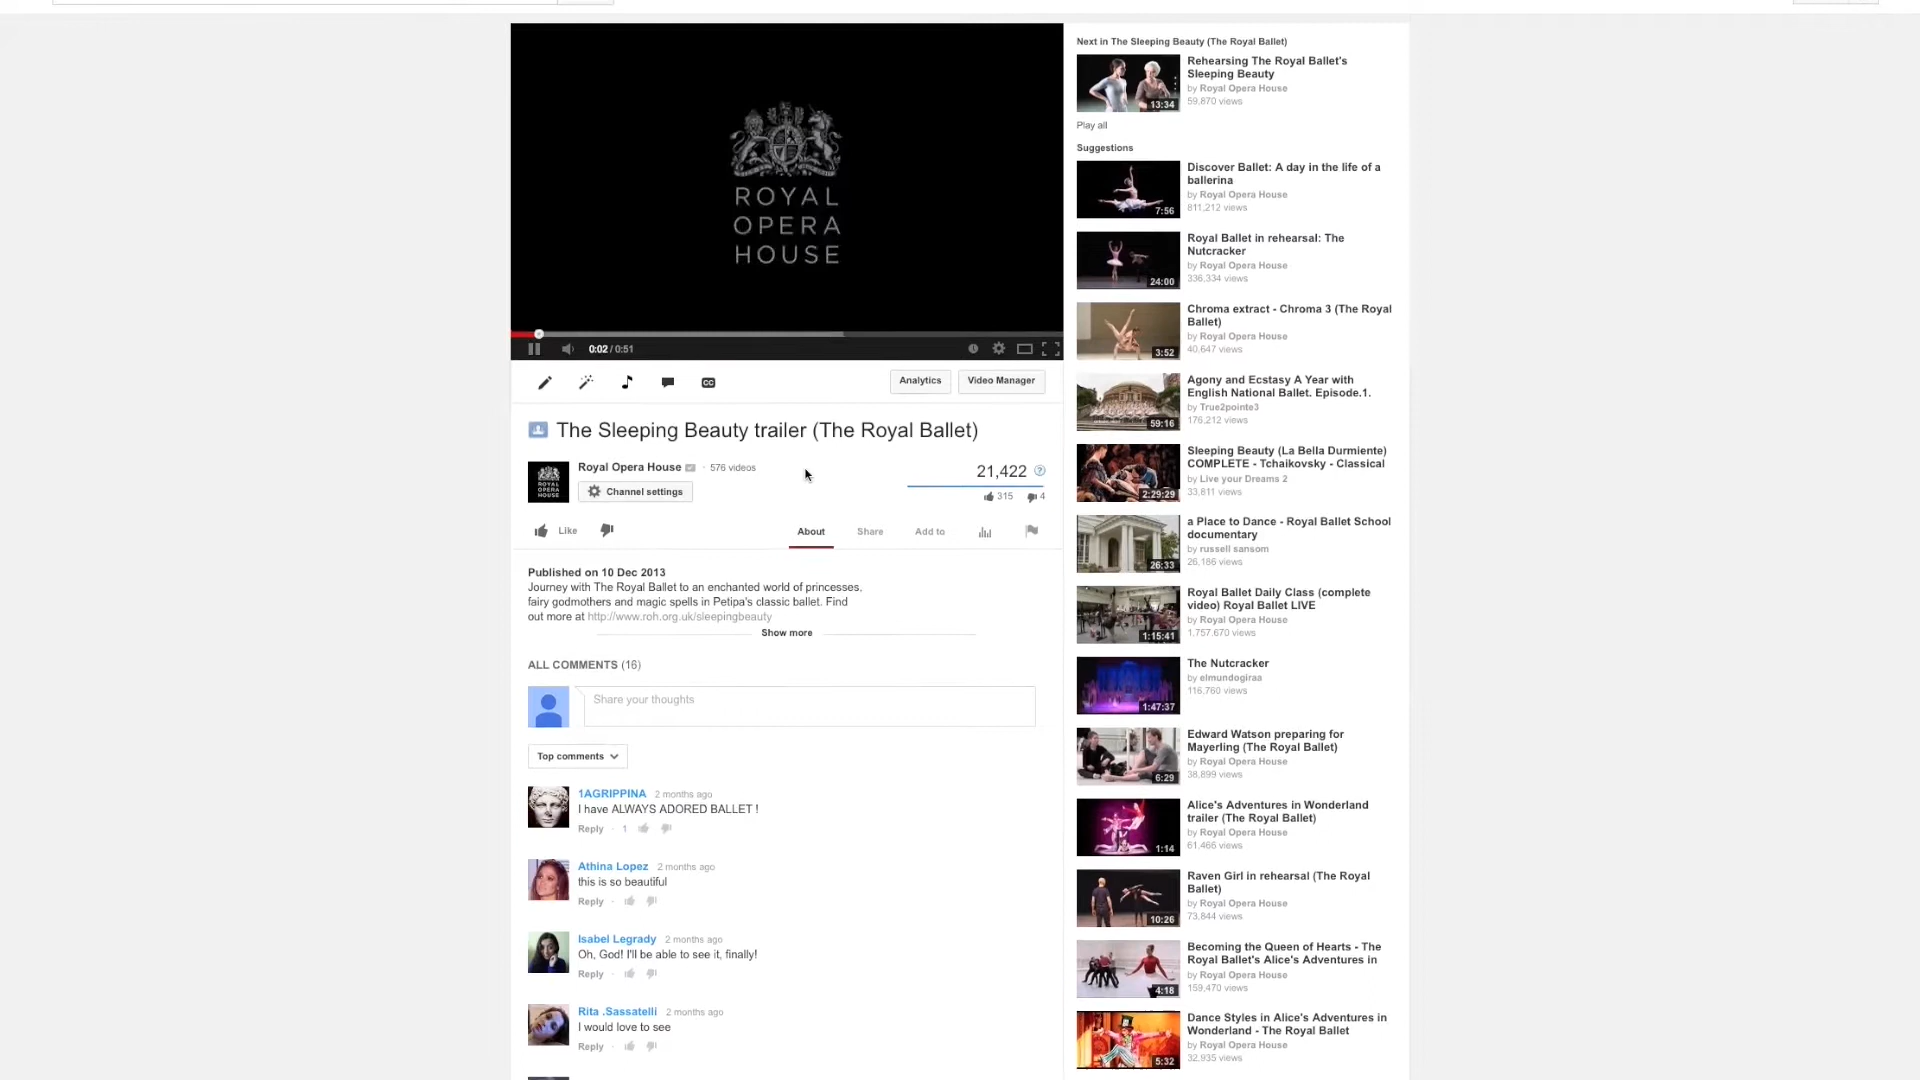 ROYAL
OPERA
HOUSE
0:02 / 0:51
CC
Analytics
Video Manager
The Sleeping Beauty trailer (The Royal Ballet)
Royal Opera House · 576 videos
Channel settings
21,422
315
4
Like
About
Share
Add to
Published on 10 Dec 2013
Journey with The Royal Ballet to an enchanted world of princesses,
fairy godmothers and magic spells in Petipa's classic ballet. Find
out more at http://www.roh.org.uk/sleepingbeauty
Show more
ALL COMMENTS (16)
Share your thoughts
Top comments
1AGRIPPINA 2 months ago
I have ALWAYS ADORED BALLET !
Reply · 1
Athina Lopez 2 months ago
this is so beautiful
Reply ·
Isabel Legrady 2 months ago
Oh, God! I'll be able to see it, finally!
Reply ·
Rita .Sassatelli 2 months ago
I would love to see
Reply ·
Next in The Sleeping Beauty (The Royal Ballet)
Rehearsing The Royal Ballet's
Sleeping Beauty
by Royal Opera House
59,870 views
13:34
Play all
Suggestions
Discover Ballet: A day in the life of a
ballerina
by Royal Opera House
811,212 views
7:56
Royal Ballet in rehearsal: The
Nutcracker
by Royal Opera House
336,334 views
24:00
Chroma extract - Chroma 3 (The Royal
Ballet)
by Royal Opera House
40,647 views
3:52
Agony and Ecstasy A Year with
English National Ballet. Episode.1.
by True2pointe3
176,212 views
59:16
Sleeping Beauty (La Bella Durmiente)
COMPLETE - Tchaikovsky - Classical
by Live your Dreams 2
33,811 views
2:29:29
a Place to Dance - Royal Ballet School
documentary
by russell sansom
26,186 views
26:33
Royal Ballet Daily Class (complete
video) Royal Ballet LIVE
by Royal Opera House
1,757,670 views
1:15:41
The Nutcracker
by elmundogiraa
116,760 views
1:47:37
Edward Watson preparing for
Mayerling (The Royal Ballet)
by Royal Opera House
38,899 views
6:29
Alice's Adventures in Wonderland
trailer (The Royal Ballet)
by Royal Opera House
61,466 views
1:14
Raven Girl in rehearsal (The Royal
Ballet)
by Royal Opera House
73,844 views
10:26
Becoming the Queen of Hearts - The
Royal Ballet's Alice's Adventures in
by Royal Opera House
159,470 views
4:18
Dance Styles in Alice's Adventures in
Wonderland - The Royal Ballet
by Royal Opera House
32,935 views
5:32